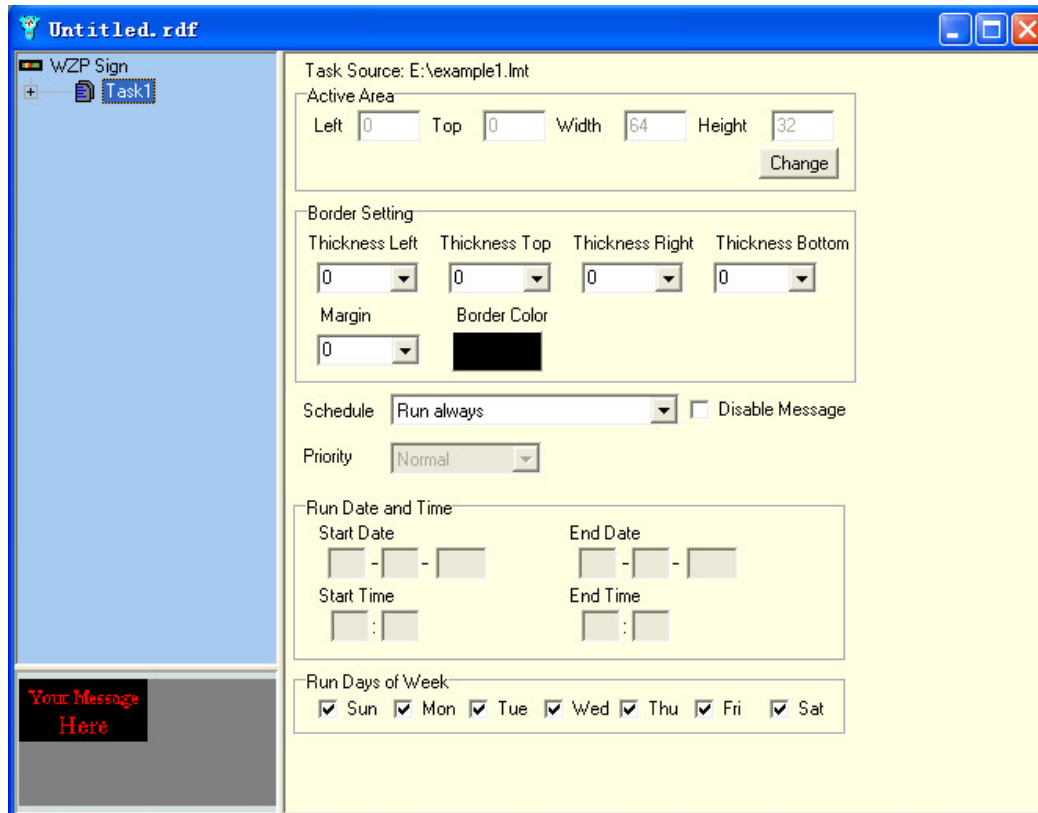 Untitled.rdf
WZP Sign
Task1
Your Message
Here
Task Source: E:\example1.lmt
Active Area
Left 0 Top 0 Width 64 Height 32
Change
Border Setting
Thickness Left Thickness Top Thickness Right Thickness Bottom
0 0 0 0
Margin Border Color
0
Schedule Run always Disable Message
Priority Normal
Run Date and Time
Start Date End Date
- - - -
Start Time End Time
: :
Run Days of Week
Sun Mon Tue Wed Thu Fri Sat